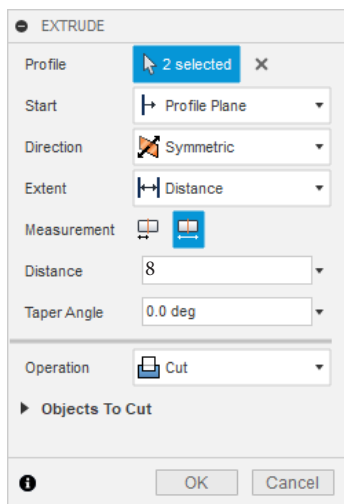 EXTRUDE
Profile 2 selected
Start Profile Plane
Direction Symmetric
Extent Distance
Measurement
Distance 8
Taper Angle 0.0 deg
Operation Cut
Objects To Cut
OK Cancel